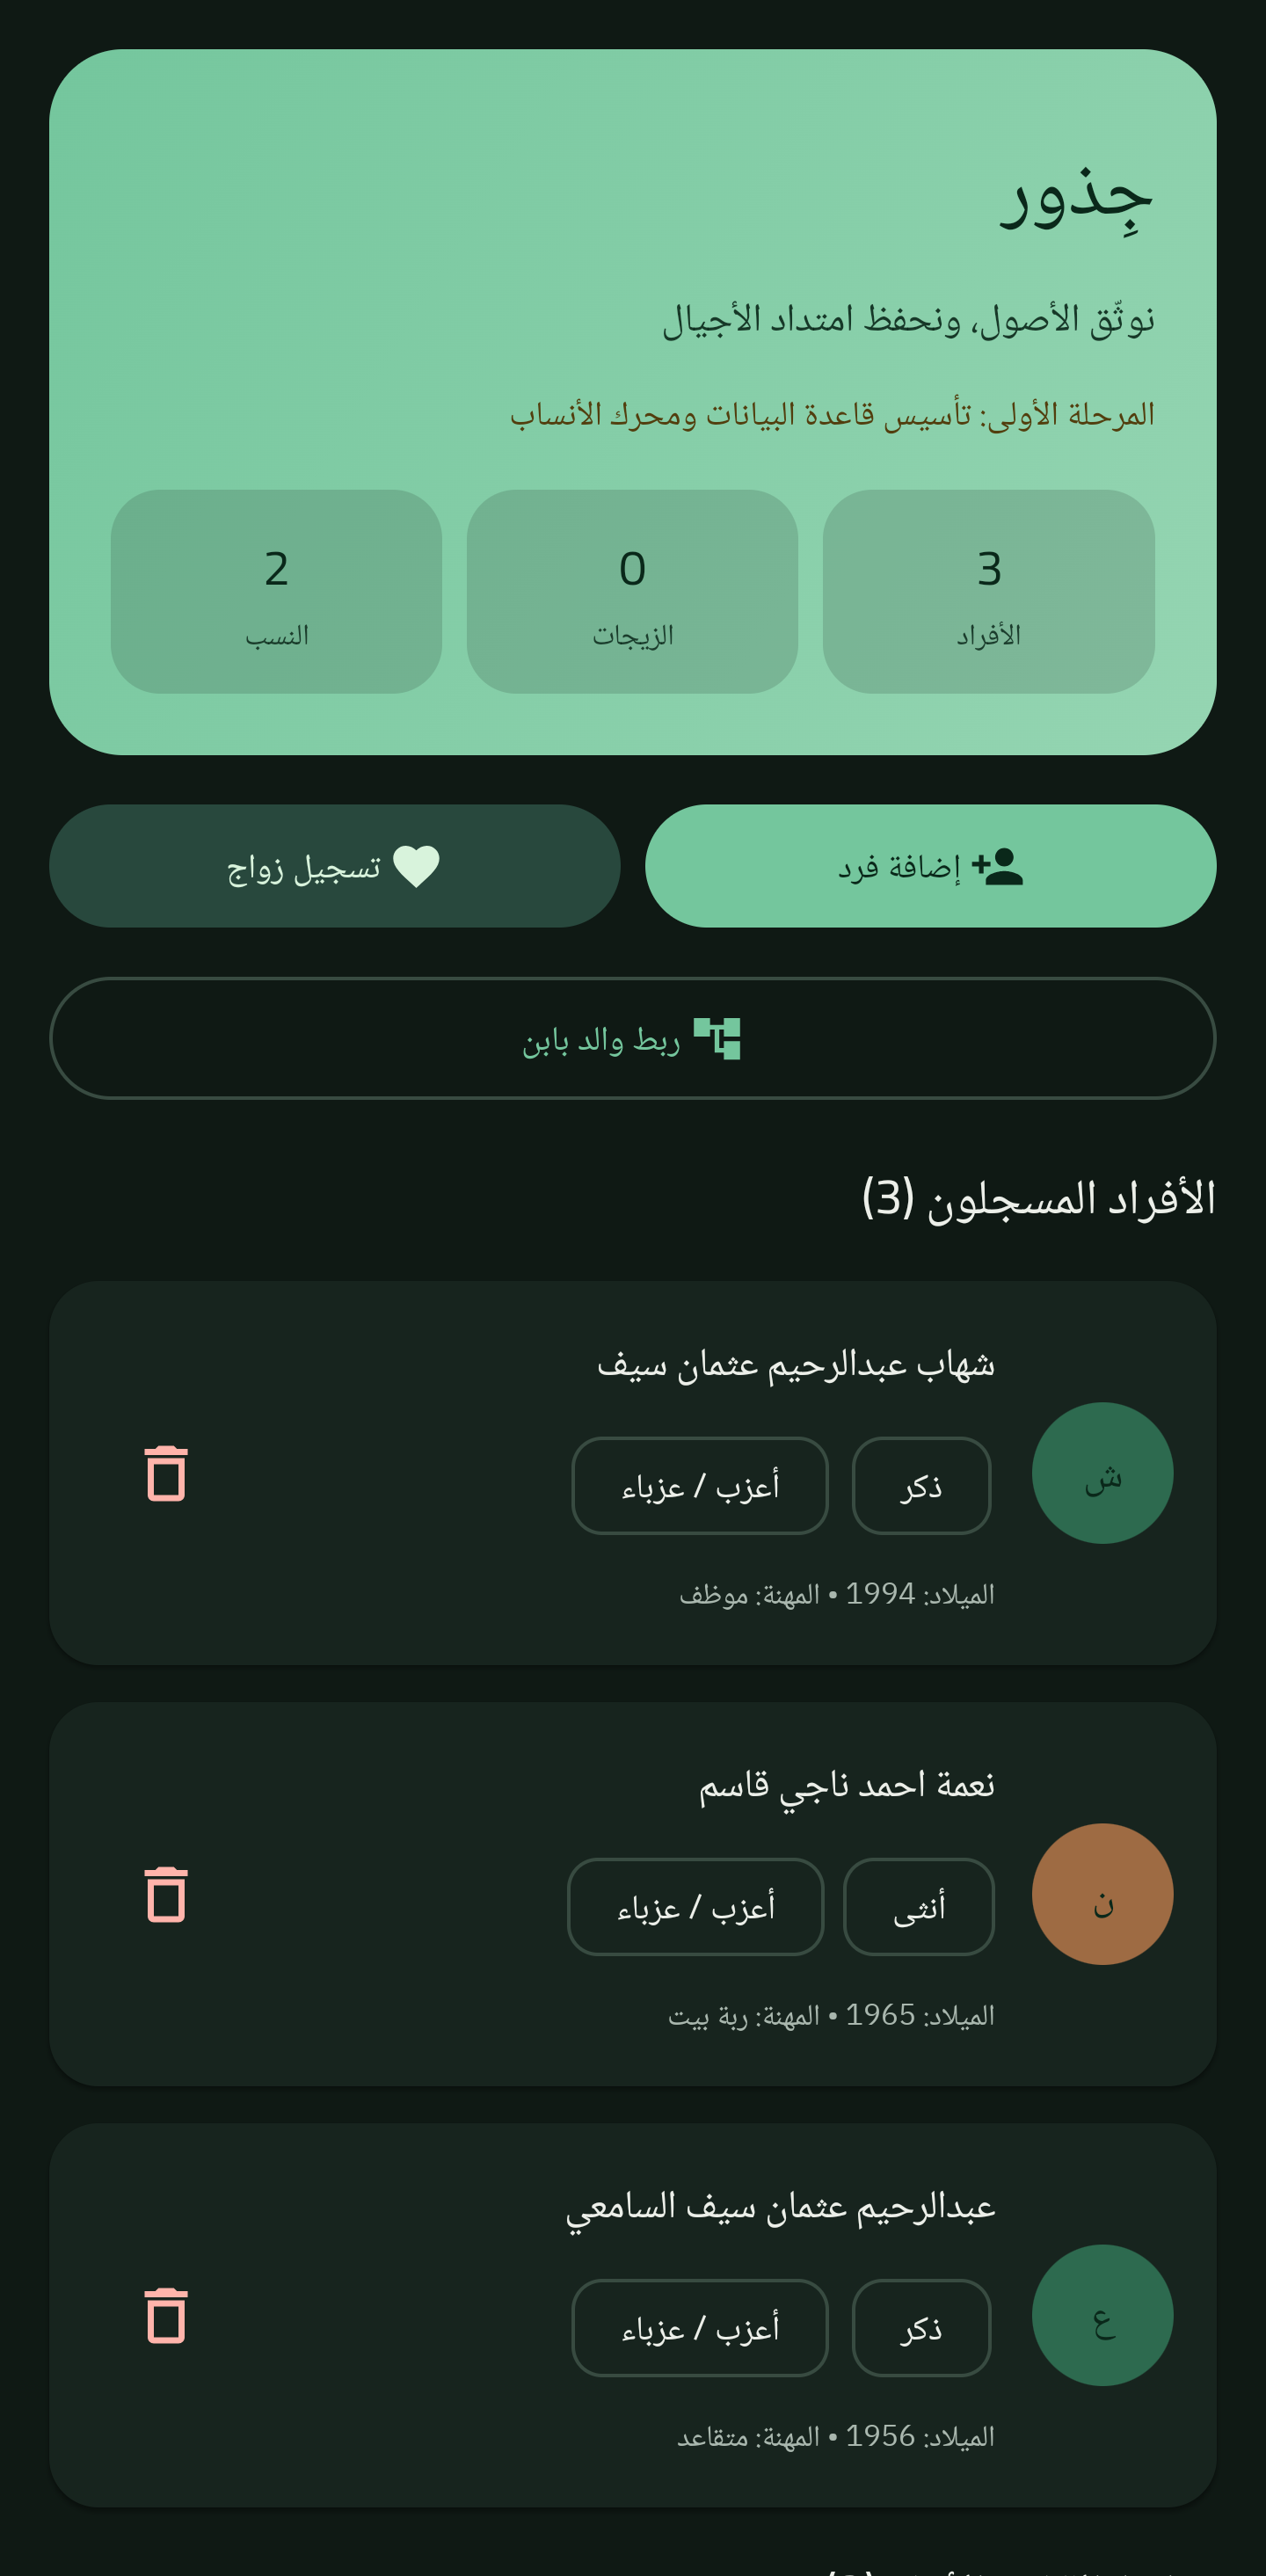 جِذور
نوثّق الأصول، ونحفظ امتداد الأجيال
المرحلة الأولى: تأسيس قاعدة البيانات ومحرك الأنساب
3
الأفراد
0
الزيجات
2
النسب
إضافة فرد
تسجيل زواج
ربط والد بابن
الأفراد المسجلون (3)
شهاب عبدالرحيم عثمان سيف
ش
ذكر
أعزب / عزباء
الميلاد: 1994 • المهنة: موظف
نعمة احمد ناجي قاسم
ن
أنثى
أعزب / عزباء
الميلاد: 1965 • المهنة: ربة بيت
عبدالرحيم عثمان سيف السامعي
ع
ذكر
أعزب / عزباء
الميلاد: 1956 • المهنة: متقاعد